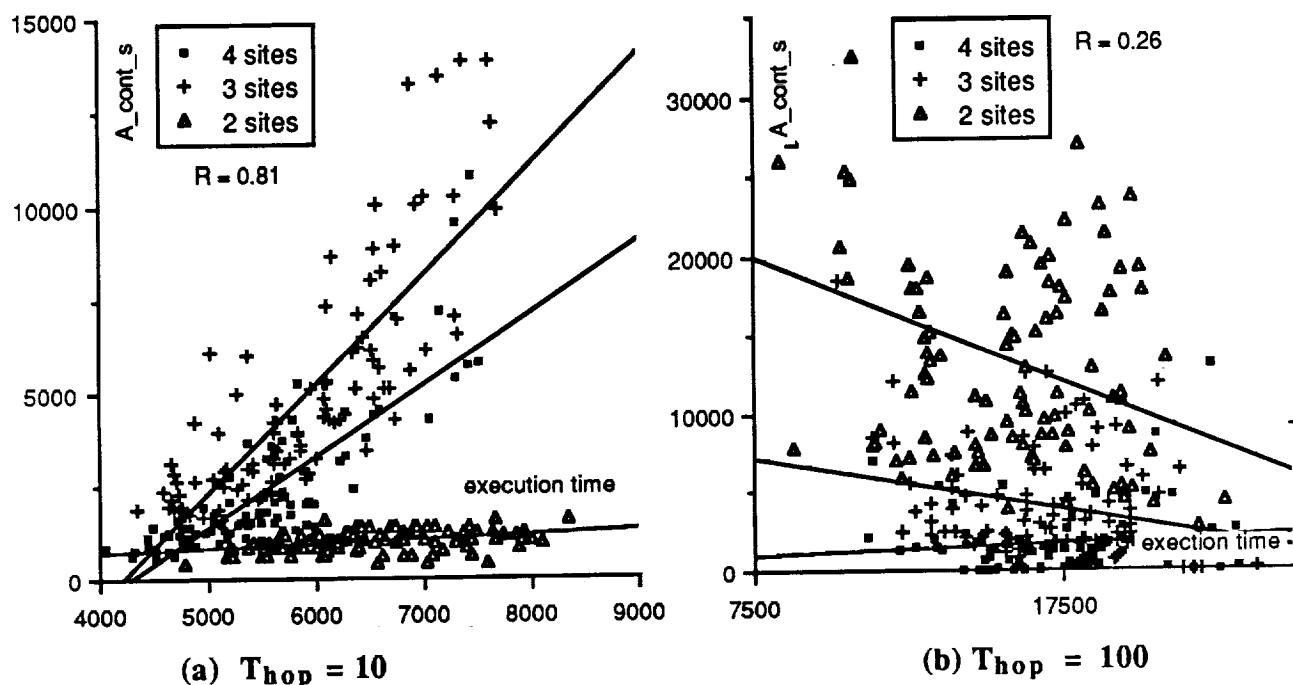 15000
A_cont_s
4 sites
3 sites
2 sites
R = 0.81
10000
5000
execution time
0
4000
5000
6000
7000
8000
9000
(a) Thop = 10
A_cont_s
4 sites
3 sites
2 sites
R = 0.26
30000
20000
10000
exection time
0
7500
17500
(b) Thop = 100